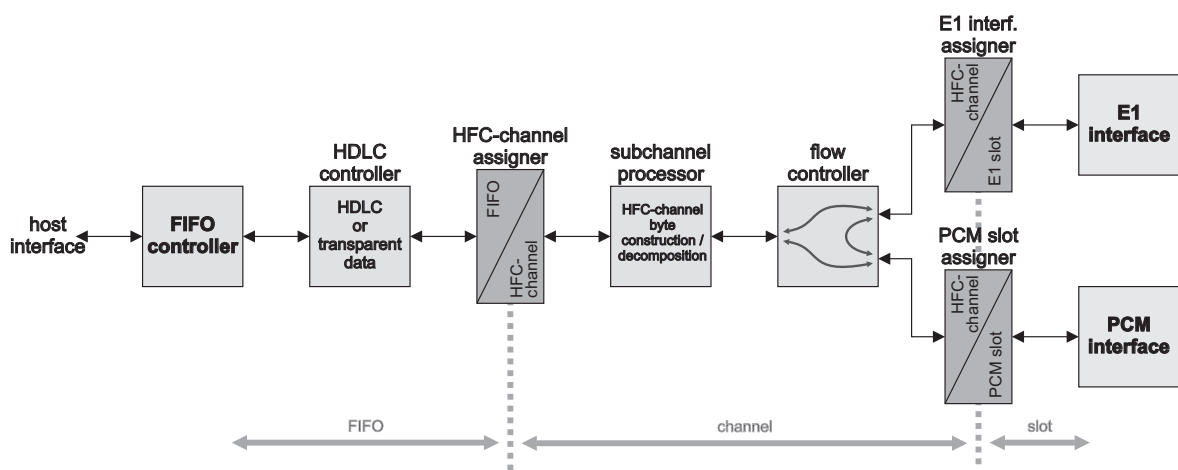 E1 interf.
assigner
HFC-
channel
E1 slot
E1
interface
HFC-channel
assigner
FIFO
HFC-
channel
HDLC
controller
HDLC
or
transparent
data
subchannel
processor
HFC-channel
byte
construction /
decomposition
flow
controller
host
interface
FIFO
controller
PCM slot
assigner
HFC-
channel
PCM slot
PCM
interface
FIFO
channel
slot